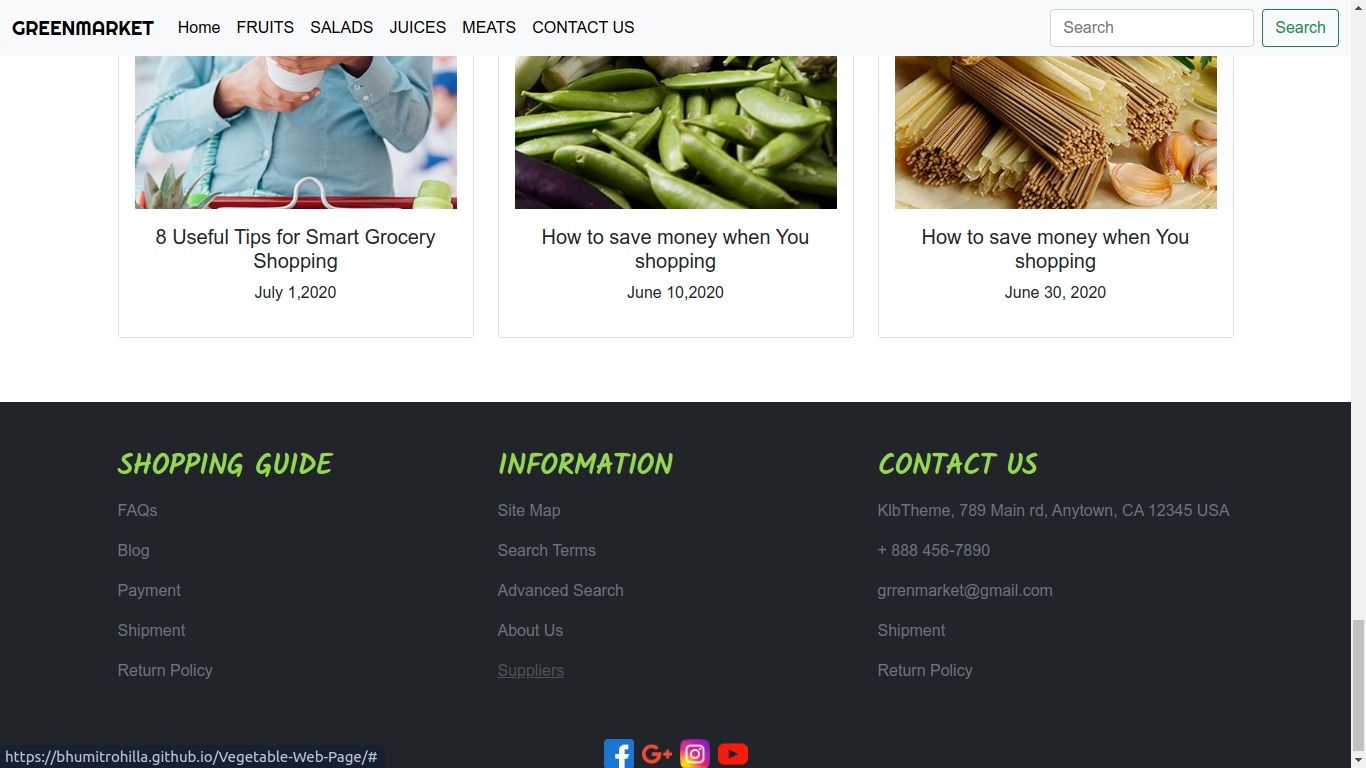 GREENMARKET Home FRUITS SALADS JUICES MEATS CONTACT US Search Search
8 Useful Tips for Smart Grocery
Shopping
July 1,2020
How to save money when You
shopping
June 10,2020
How to save money when You
shopping
June 30, 2020
SHOPPING GUIDE
FAQs
Blog
Payment
Shipment
Return Policy
INFORMATION
Site Map
Search Terms
Advanced Search
About Us
Suppliers
CONTACT US
KlbTheme, 789 Main rd, Anytown, CA 12345 USA
+ 888 456-7890
grrenmarket@gmail.com
Shipment
Return Policy
https://bhumitrohilla.github.io/Vegetable-Web-Page/#